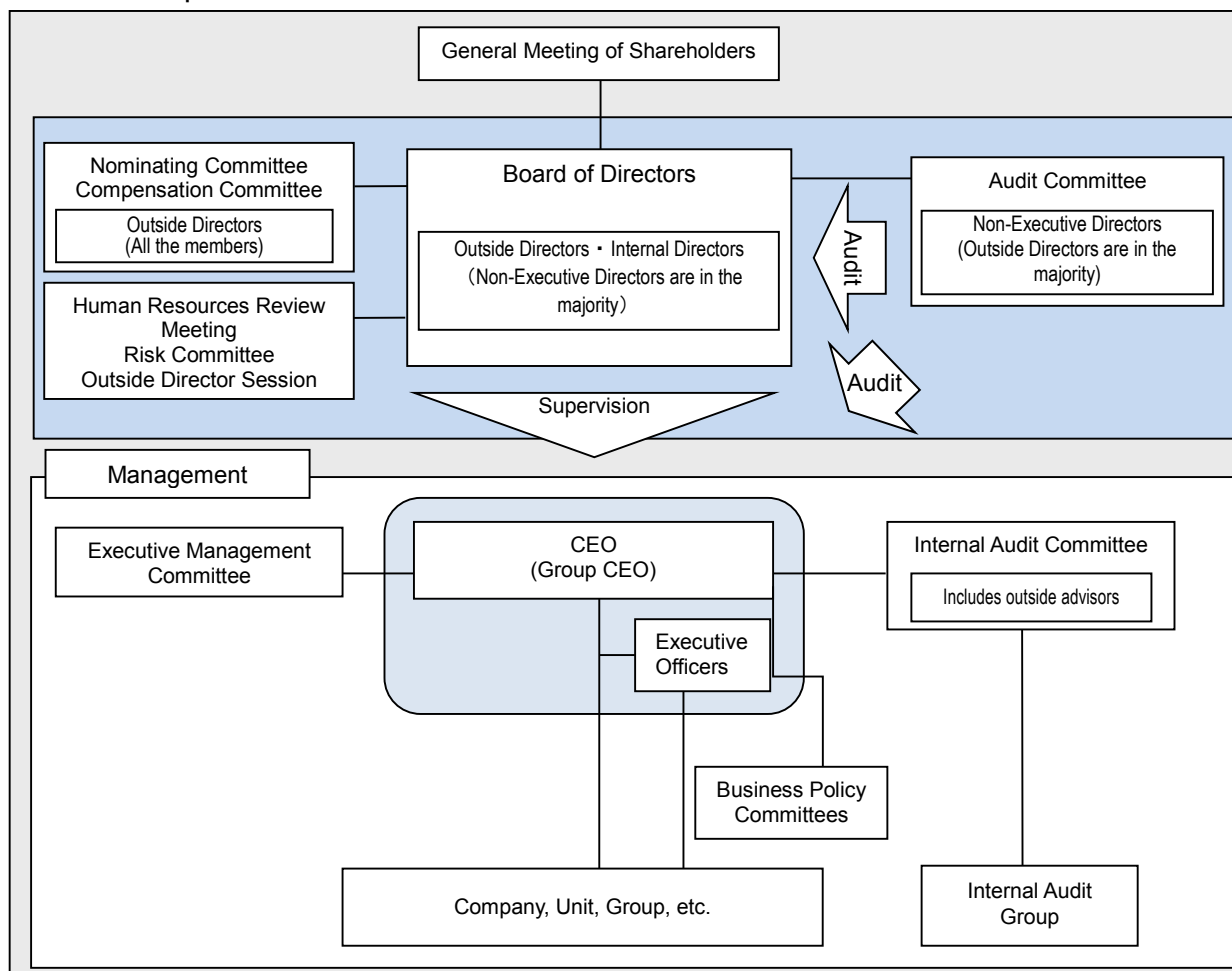 General Meeting of Shareholders
Nominating Committee
Compensation Committee
Outside Directors
(All the members)
Board of Directors
Outside Directors・Internal Directors
（Non-Executive Directors are in the
majority）
Audit Committee
Non-Executive Directors
(Outside Directors are in the
majority)
Audit
Human Resources Review
Meeting
Risk Committee
Outside Director Session
Audit
Supervision
Management
Executive Management
Committee
CEO
(Group CEO)
Internal Audit Committee
Includes outside advisors
Executive
Officers
Business Policy
Committees
Company, Unit, Group, etc.
Internal Audit
Group